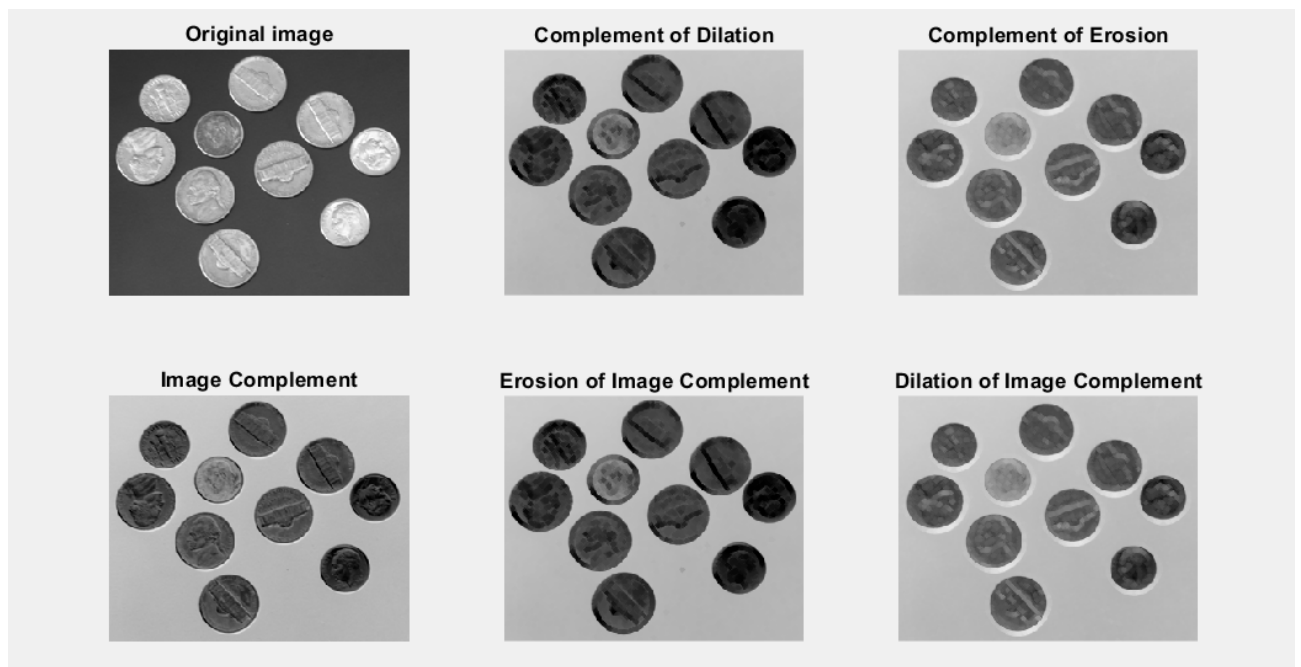 Original image
Complement of Dilation
Complement of Erosion
Image Complement
Erosion of Image Complement
Dilation of Image Complement